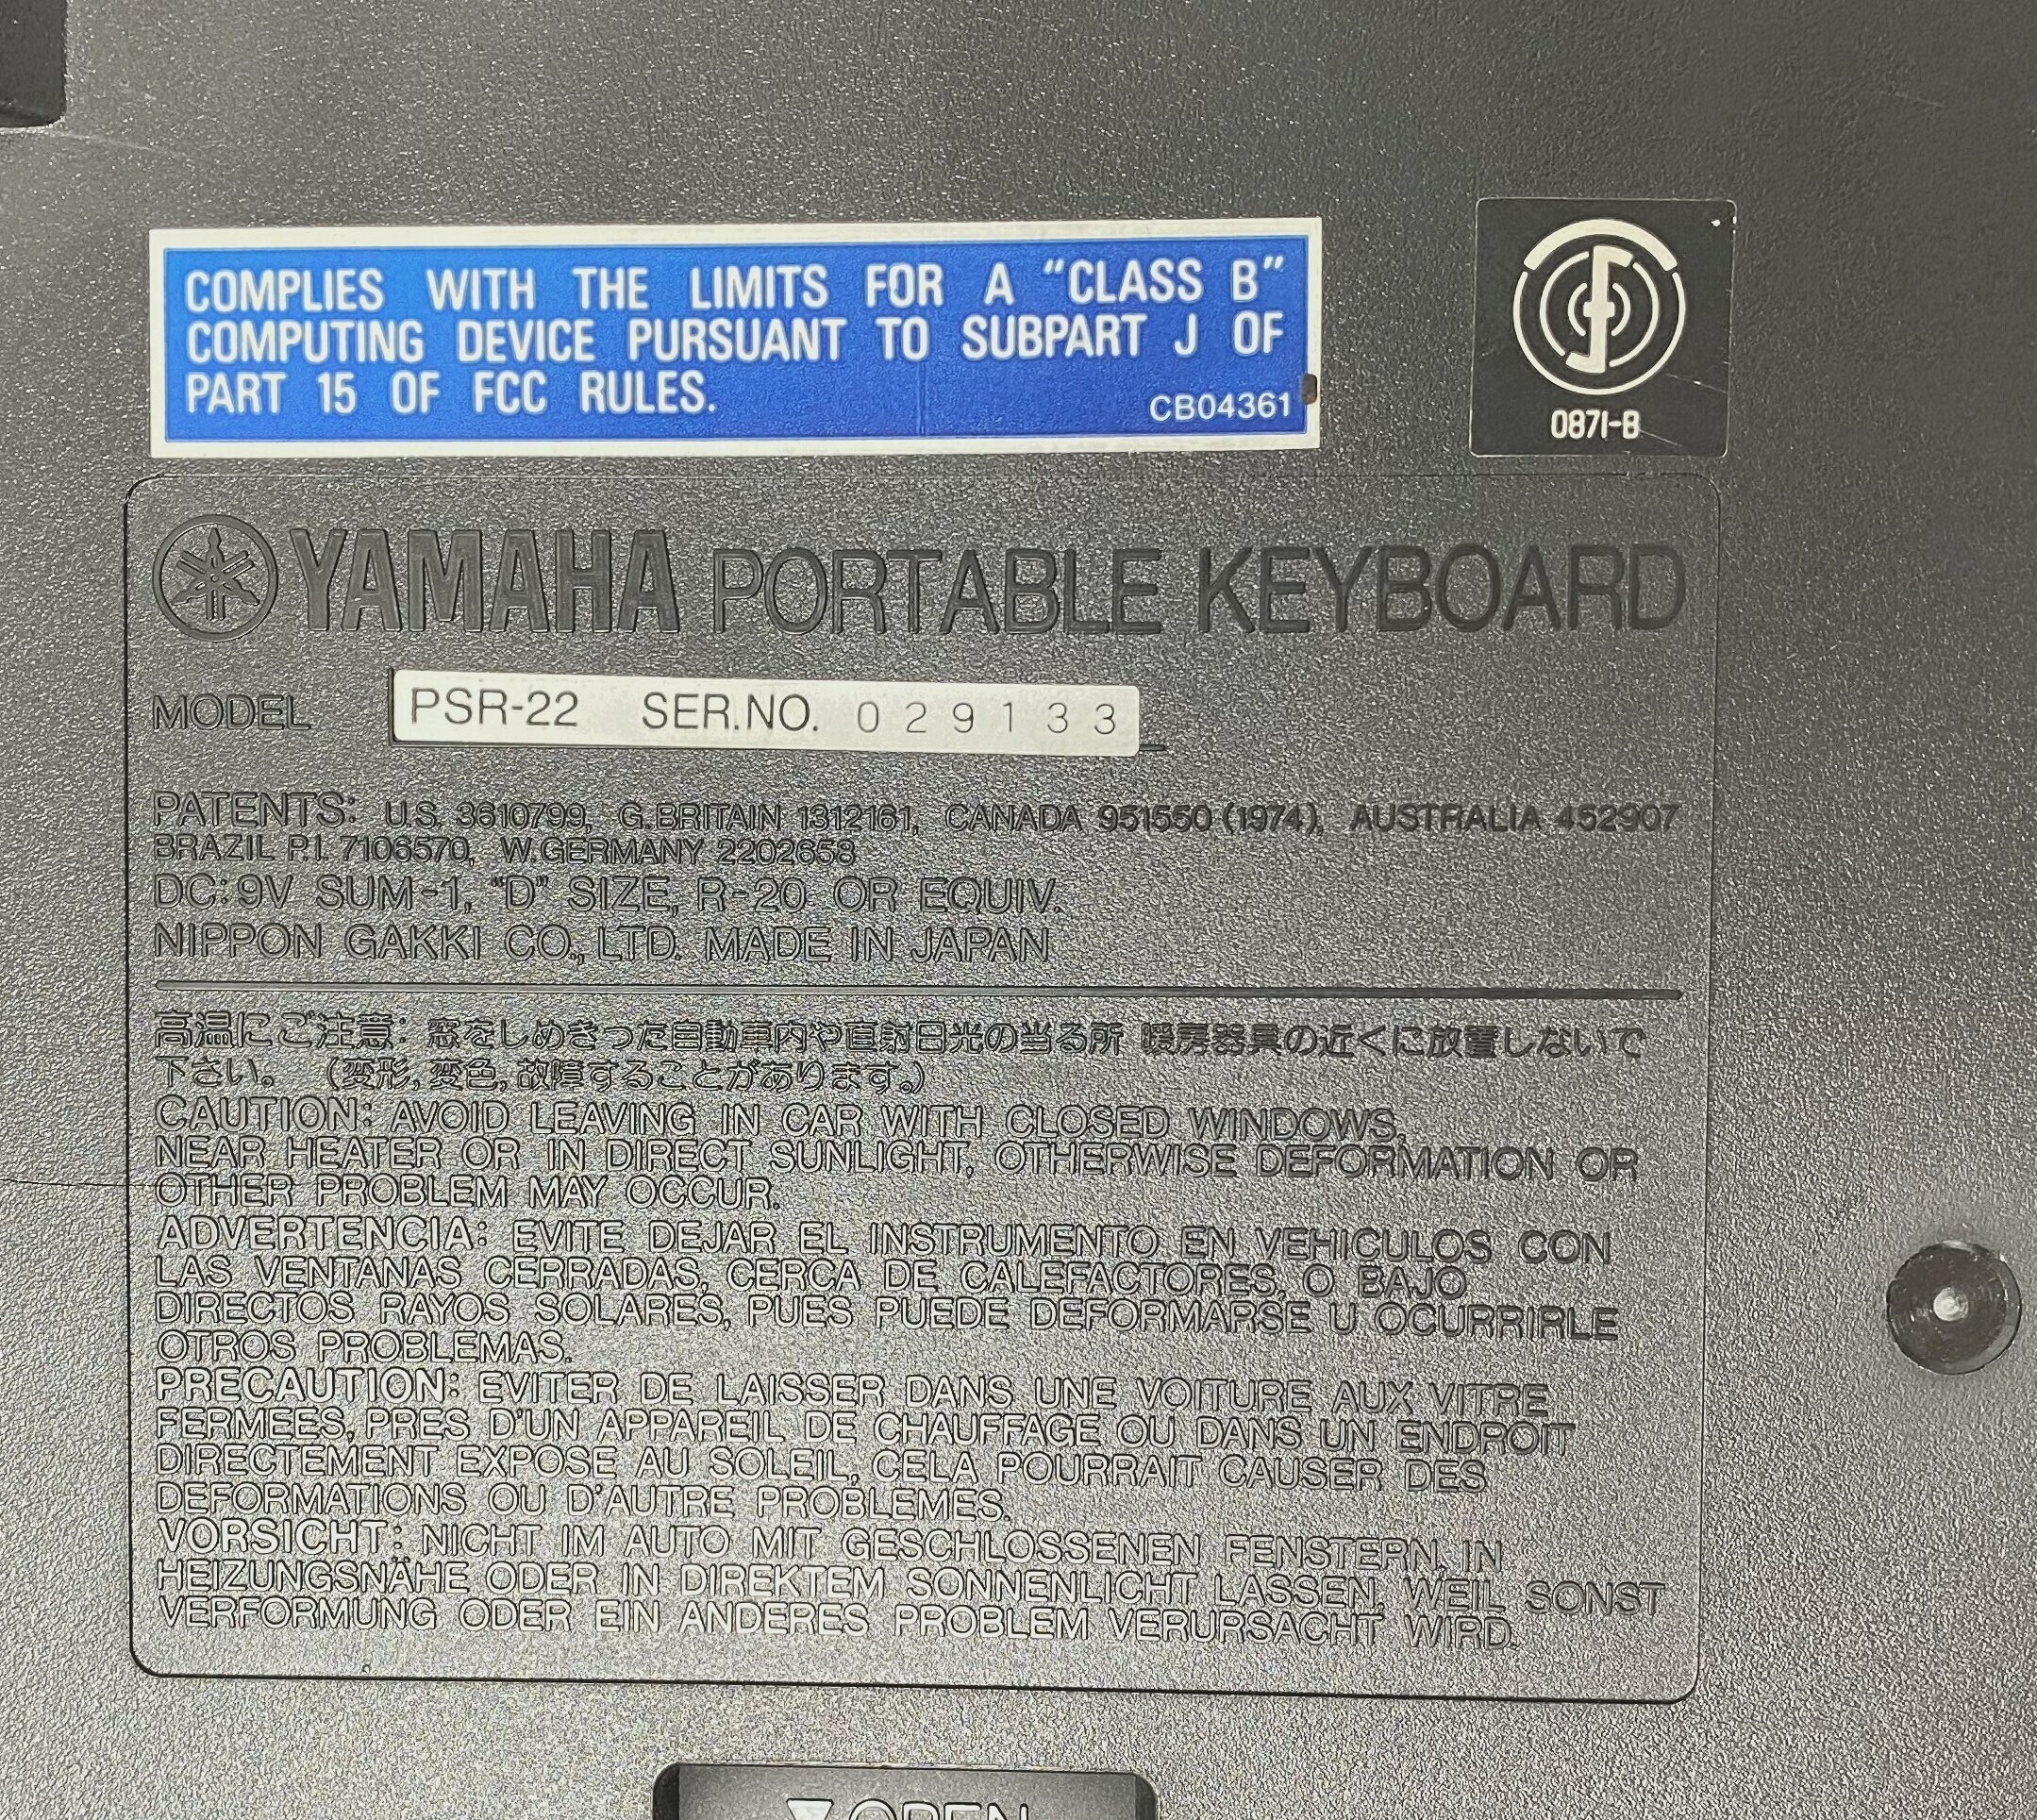 COMPLIES WITH THE LIMITS FOR A “CLASS B”
COMPUTING DEVICE PURSUANT TO SUBPART J OF
PART 15 OF FCC RULES.
CB04361
0871-B
YAMAHA PORTABLE KEYBOARD
MODEL PSR-22 SER.NO. 029133
PATENTS: U.S. 3610799, G.BRITAIN 1312161, CANADA 951550 (1974), AUSTRALIA 452907
BRAZIL P.I. 7106570, W.GERMANY 2202658
DC:9V SUM-1, “D” SIZE, R-20 OR EQUIV.
NIPPON GAKKI CO., LTD. MADE IN JAPAN
高温にご注意: 窓をしめきった自動車内や直射日光の当る所 暖房器具の近くに放置しないで
下さい。 (変形, 変色, 故障することがあります。)
CAUTION: AVOID LEAVING IN CAR WITH CLOSED WINDOWS,
NEAR HEATER OR IN DIRECT SUNLIGHT, OTHERWISE DEFORMATION OR
OTHER PROBLEM MAY OCCUR.
ADVERTENCIA: EVITE DEJAR EL INSTRUMENTO EN VEHICULOS CON
LAS VENTANAS CERRADAS, CERCA DE CALEFACTORES, O BAJO
DIRECTOS RAYOS SOLARES, PUES PUEDE DEFORMARSE U OCURRIRLE
OTROS PROBLEMAS.
PRECAUTION: EVITER DE LAISSER DANS UNE VOITURE AUX VITRE
FERMEES, PRES D'UN APPAREIL DE CHAUFFAGE OU DANS UN ENDROIT
DIRECTEMENT EXPOSE AU SOLEIL, CELA POURRAIT CAUSER DES
DEFORMATIONS OU D'AUTRE PROBLEMES.
VORSICHT: NICHT IM AUTO MIT GESCHLOSSENEN FENSTERN, IN
HEIZUNGSNÄHE ODER IN DIREKTEM SONNENLICHT LASSEN, WEIL SONST
VERFORMUNG ODER EIN ANDERES PROBLEM VERURSACHT WIRD.
OPEN